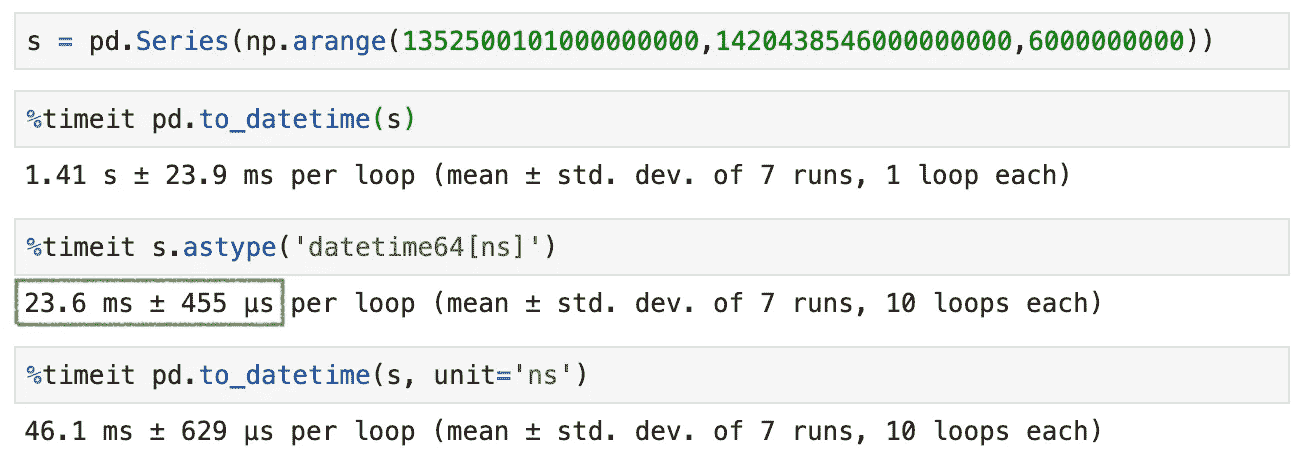 s = pd.Series(np.arange(1352500101000000000,1420438546000000000,6000000000))
%timeit pd.to_datetime(s)
1.41 s ± 23.9 ms per loop (mean ± std. dev. of 7 runs, 1 loop each)
%timeit s.astype('datetime64[ns]')
23.6 ms ± 455 µs per loop (mean ± std. dev. of 7 runs, 10 loops each)
%timeit pd.to_datetime(s, unit='ns')
46.1 ms ± 629 µs per loop (mean ± std. dev. of 7 runs, 10 loops each)